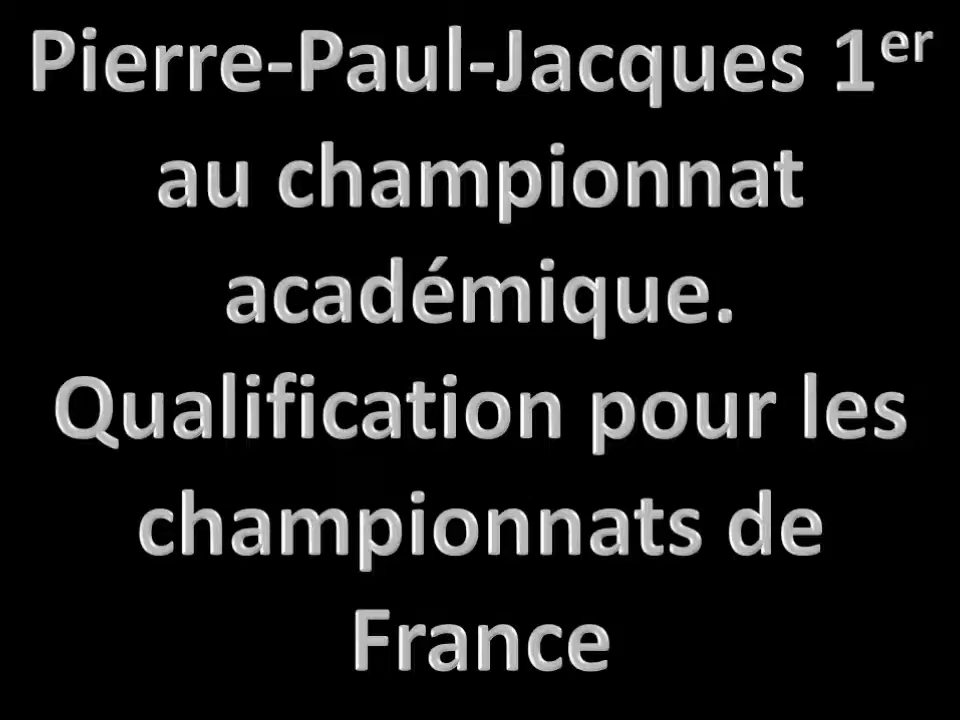 Pierre-Paul-Jacques 1er
au championnat
académique.
Qualification pour les
championnats de
France